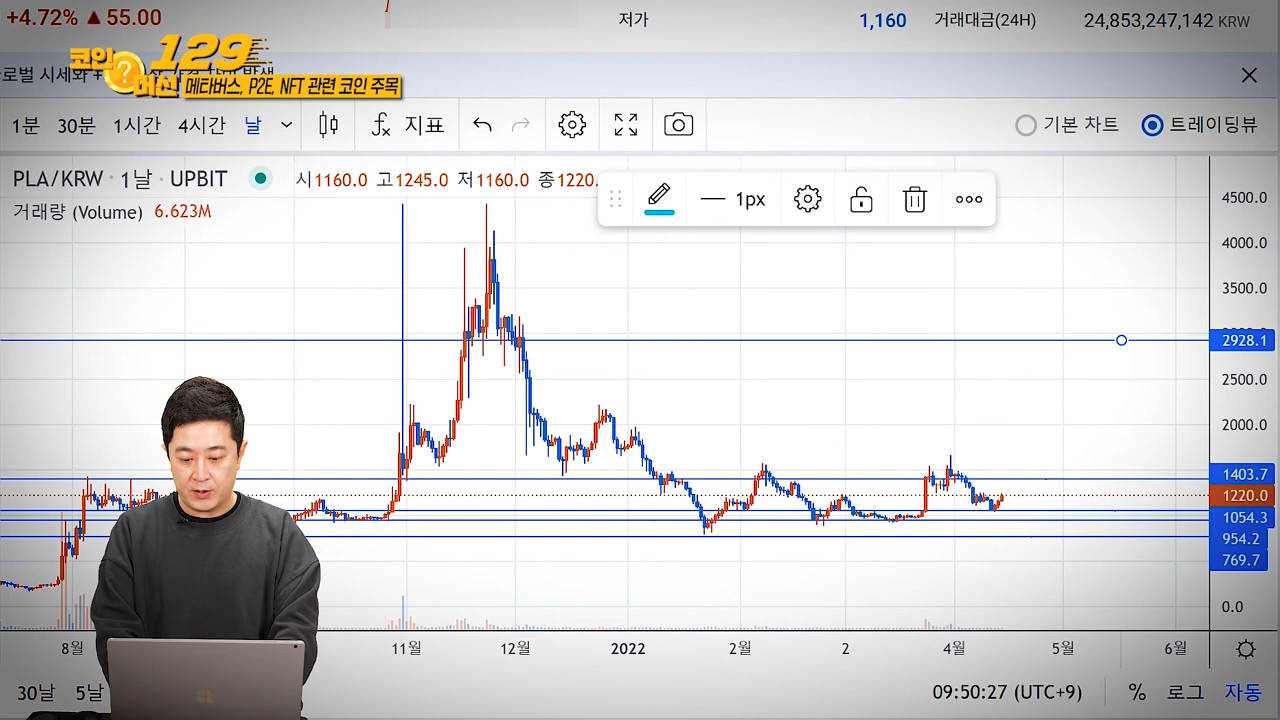 +4.72% ▲ 55.00
저가 1,160 거래대금(24H) 24,853,247,142 KRW
코인 129
머신 메타버스, P2E, NFT 관련 코인 주목
로벌 시세와
1분 30분 1시간 4시간 날 지표 기본 차트 트레이딩뷰
PLA/KRW · 1날 · UPBIT 시1160.0 고1245.0 저1160.0 종1220.
1px
거래량 (Volume) 6.623M
4500.0
4000.0
3500.0
2928.1
2500.0
2000.0
1403.7
1220.0
1054.3
954.2
769.7
0.0
8월 11월 12월 2022 2월 2 4월 5월 6월
30날 5날 09:50:27 (UTC+9) % 로그 자동